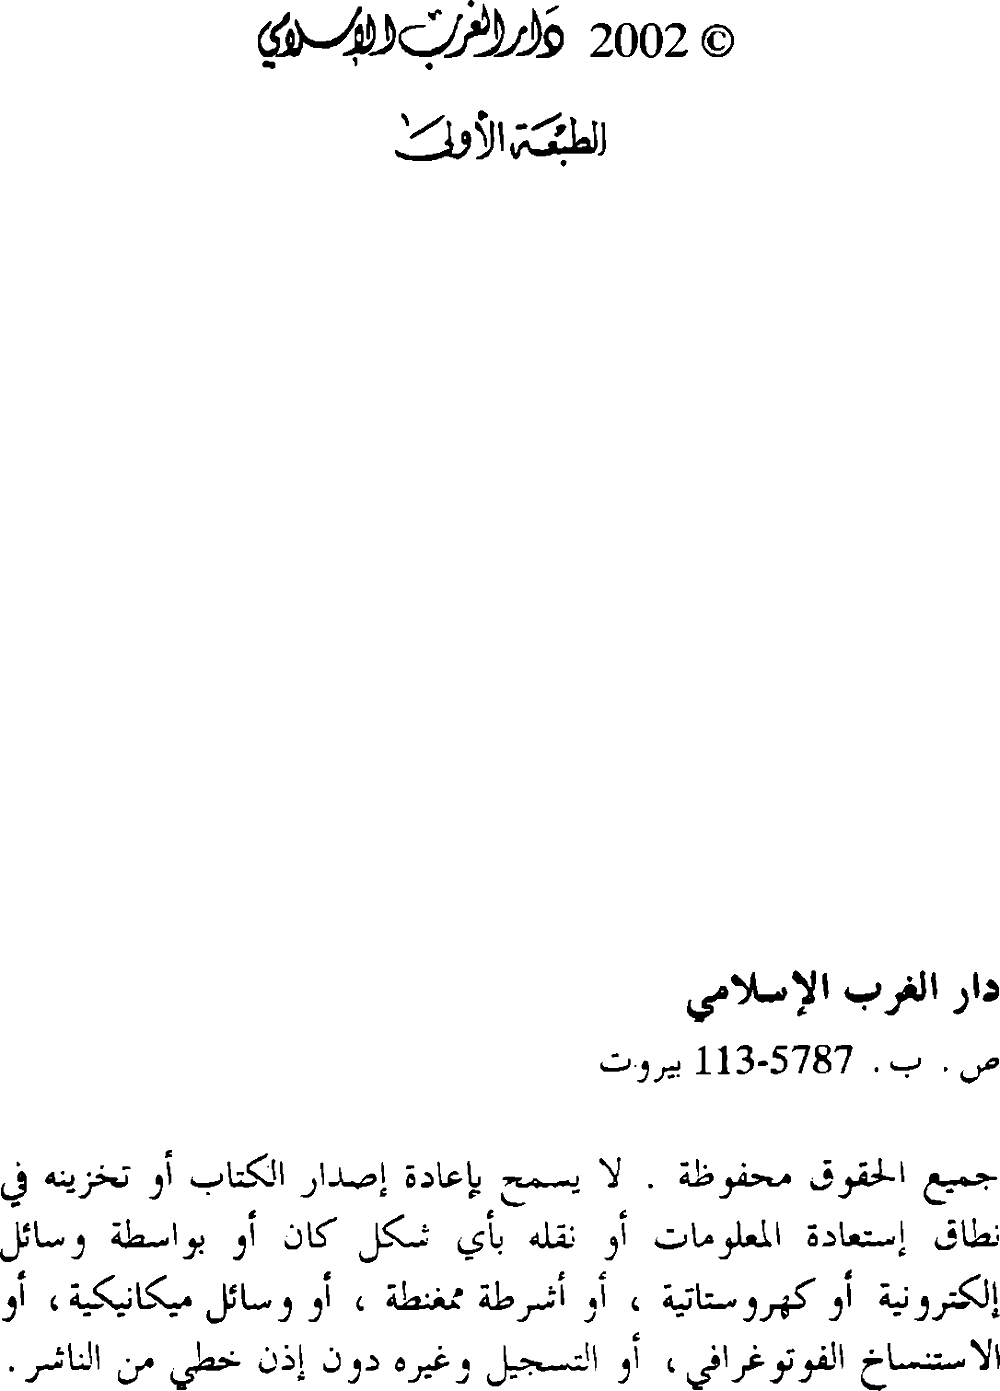 © 2002 دَار الغرب الإسلامي
الطبْعَة الأولىَ
دار الغرب الإسلامي
ص . ب . 5787-113 بيروت
جميع الحقوق محفوظة . لا يسمح بإعادة إصدار الكتاب أو تخزينه في
نطاق إستعادة المعلومات أو نقله بأي شكل كان أو بواسطة وسائل
إلكترونية أو كهروستاتية ، أو أشرطة ممغنطة ، أو وسائل ميكانيكية ، أو
الاستنساخ الفوتوغرافي ، أو التسجيل وغيره دون إذن خطي من الناشر .